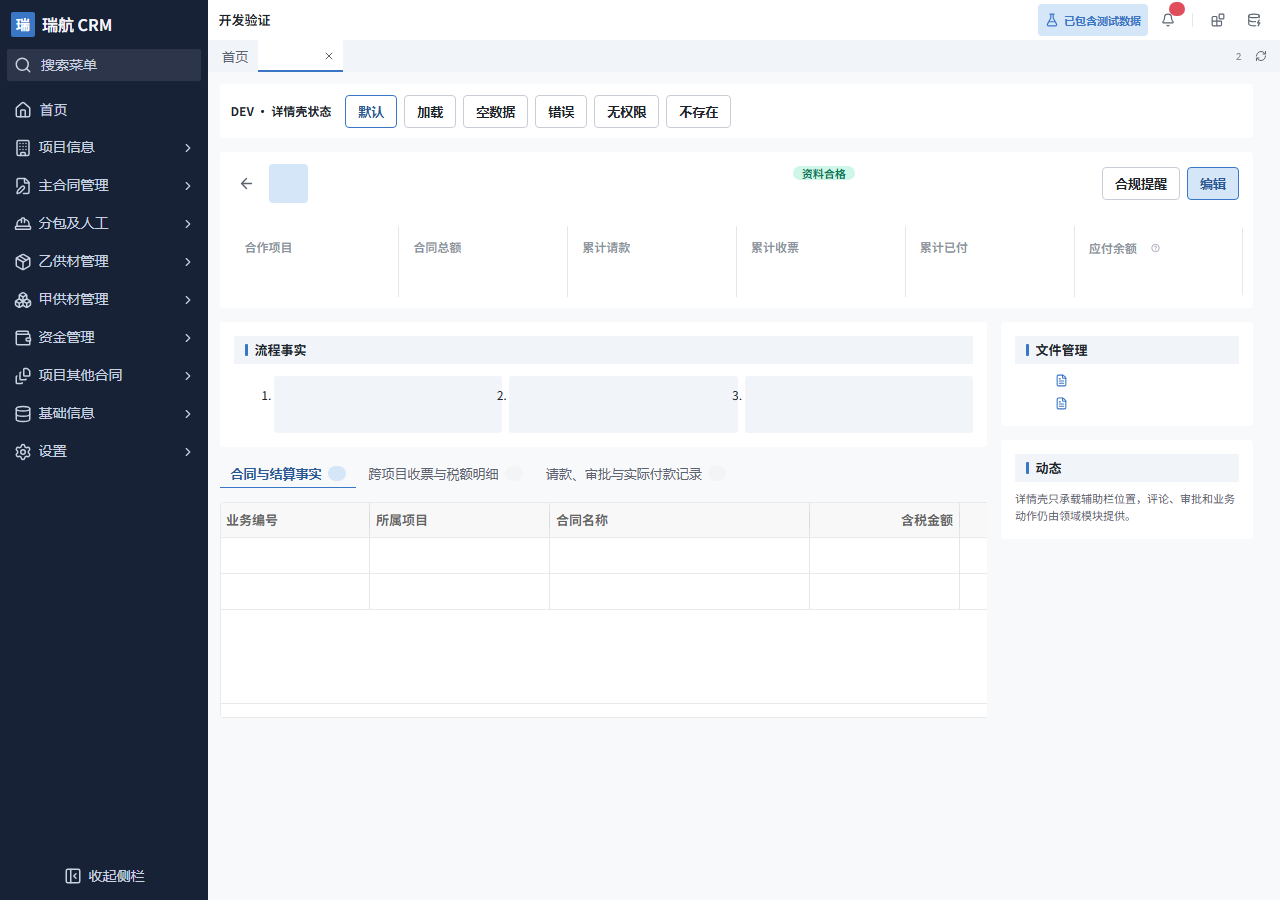 瑞 瑞航 CRM
搜索菜单
首页
项目信息
主合同管理
分包及人工
乙供材管理
甲供材管理
资金管理
项目其他合同
基础信息
设置
收起侧栏
开发验证
已包含测试数据
首页
2
DEV · 详情壳状态 默认 加载 空数据 错误 无权限 不存在
资料合格
合规提醒 编辑
合作项目 合同总额 累计请款 累计收票 累计已付 应付余额
流程事实
1. 2. 3.
合同与结算事实 跨项目收票与税额明细 请款、审批与实际付款记录
业务编号 所属项目 合同名称 含税金额
文件管理
动态
详情壳只承载辅助栏位置，评论、审批和业务
动作仍由领域模块提供。